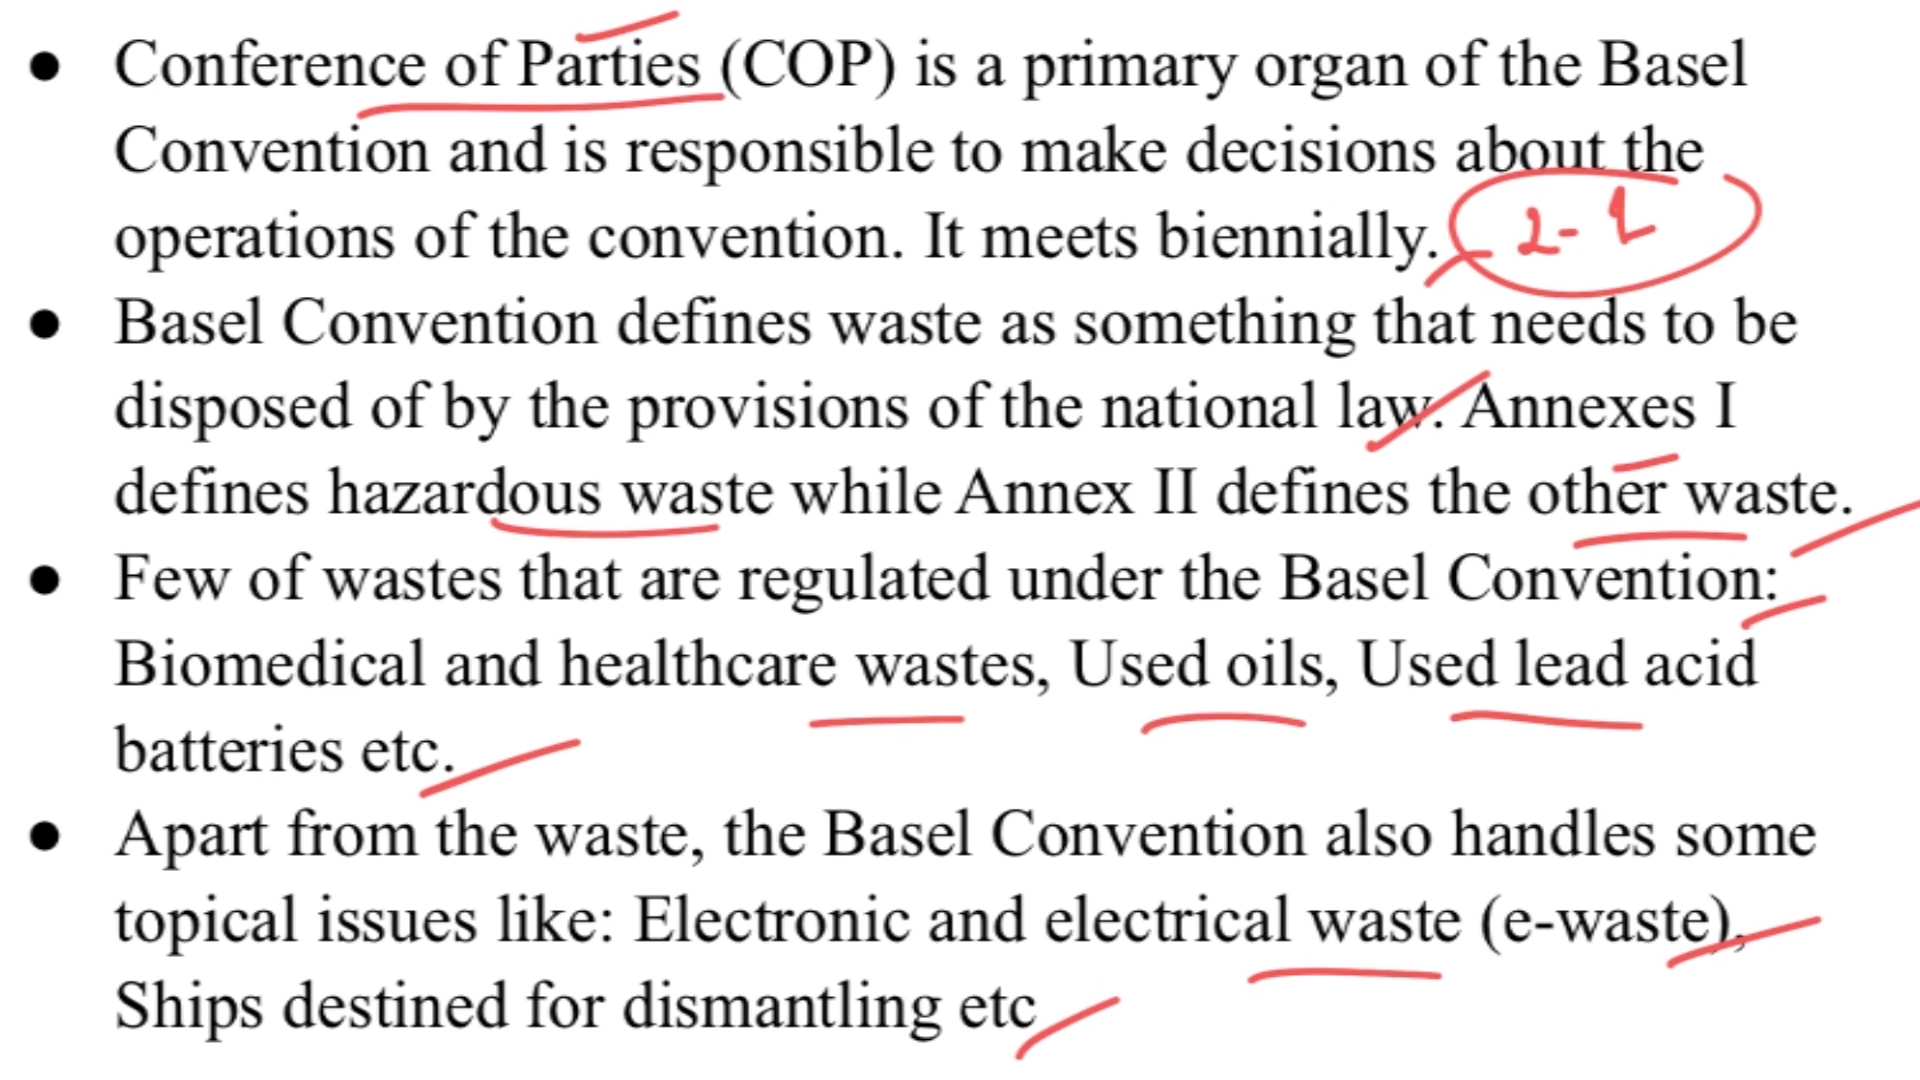 ● Conference of Parties (COP) is a primary organ of the Basel
Convention and is responsible to make decisions about the
operations of the convention. It meets biennially. 2-1
● Basel Convention defines waste as something that needs to be
disposed of by the provisions of the national law. Annexes I
defines hazardous waste while Annex II defines the other waste.
● Few of wastes that are regulated under the Basel Convention:
Biomedical and healthcare wastes, Used oils, Used lead acid
batteries etc.
● Apart from the waste, the Basel Convention also handles some
topical issues like: Electronic and electrical waste (e-waste),
Ships destined for dismantling etc